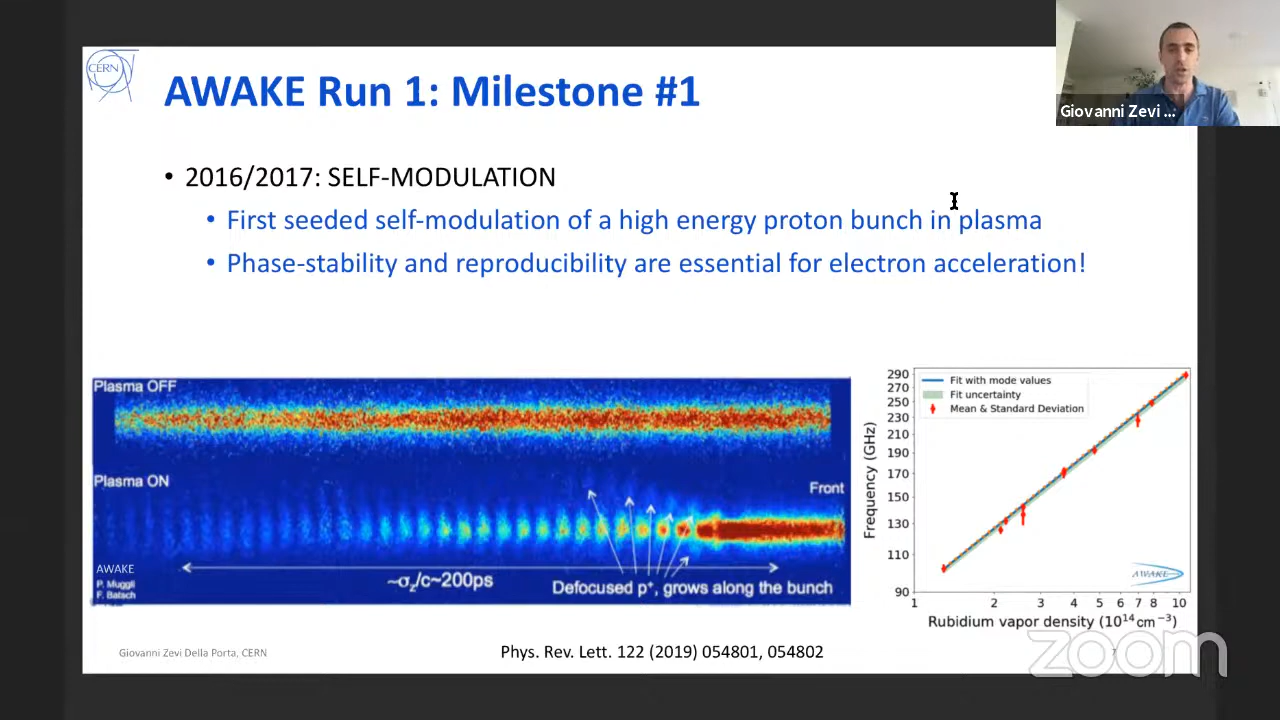 CERN
AWAKE Run 1: Milestone #1
Giovanni Zevi ...
• 2016/2017: SELF-MODULATION
• First seeded self-modulation of a high energy proton bunch in plasma
• Phase-stability and reproducibility are essential for electron acceleration!
Plasma OFF
Plasma ON
Front
AWAKE
P. Muggli
F. Batsch
~σz/c~200ps
Defocused p⁺, grows along the bunch
Frequency (GHz)
290
270
250
230
210
190
170
150
130
110
90
Fit with mode values
Fit uncertainty
Mean & Standard Deviation
AWAKE
1 2 3 4 5 6 7 8 10
Rubidium vapor density (10¹⁴cm⁻³)
Giovanni Zevi Della Porta, CERN
Phys. Rev. Lett. 122 (2019) 054801, 054802
7
zoom